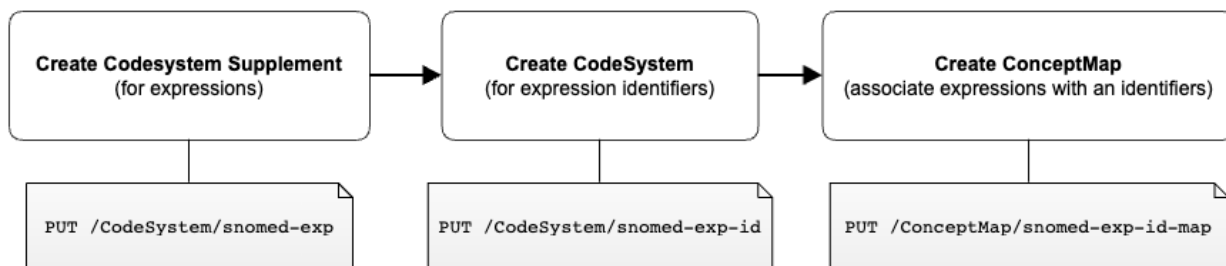 Create Codesystem Supplement
(for expressions)
Create CodeSystem
(for expression identifiers)
Create ConceptMap
(associate expressions with an identifiers)
PUT /CodeSystem/snomed-exp
PUT /CodeSystem/snomed-exp-id
PUT /ConceptMap/snomed-exp-id-map